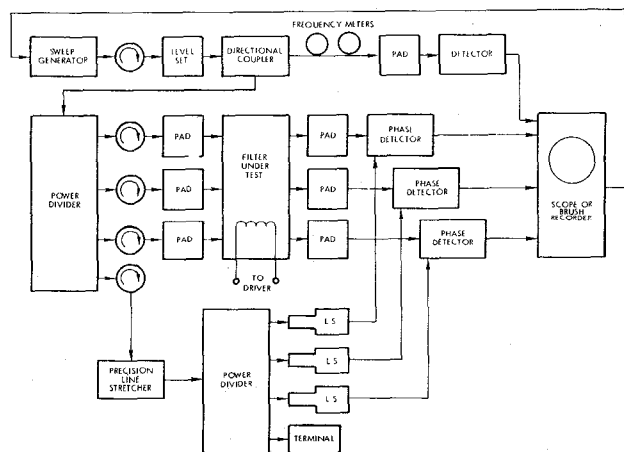 FREQUENCY METERS
SWEEP
GENERATOR
LEVEL
SET
DIRECTIONAL
COUPLER
PAD
DETECTOR
POWER
DIVIDER
PAD
PAD
PAD
FILTER
UNDER
TEST
TO
DRIVER
PAD
PAD
PAD
PHASE
DETECTOR
PHASE
DETECTOR
PHASE
DETECTOR
SCOPE OR
BRUSH
RECORDER
PRECISION
LINE
STRETCHER
POWER
DIVIDER
L S
L S
L S
TERMINAL